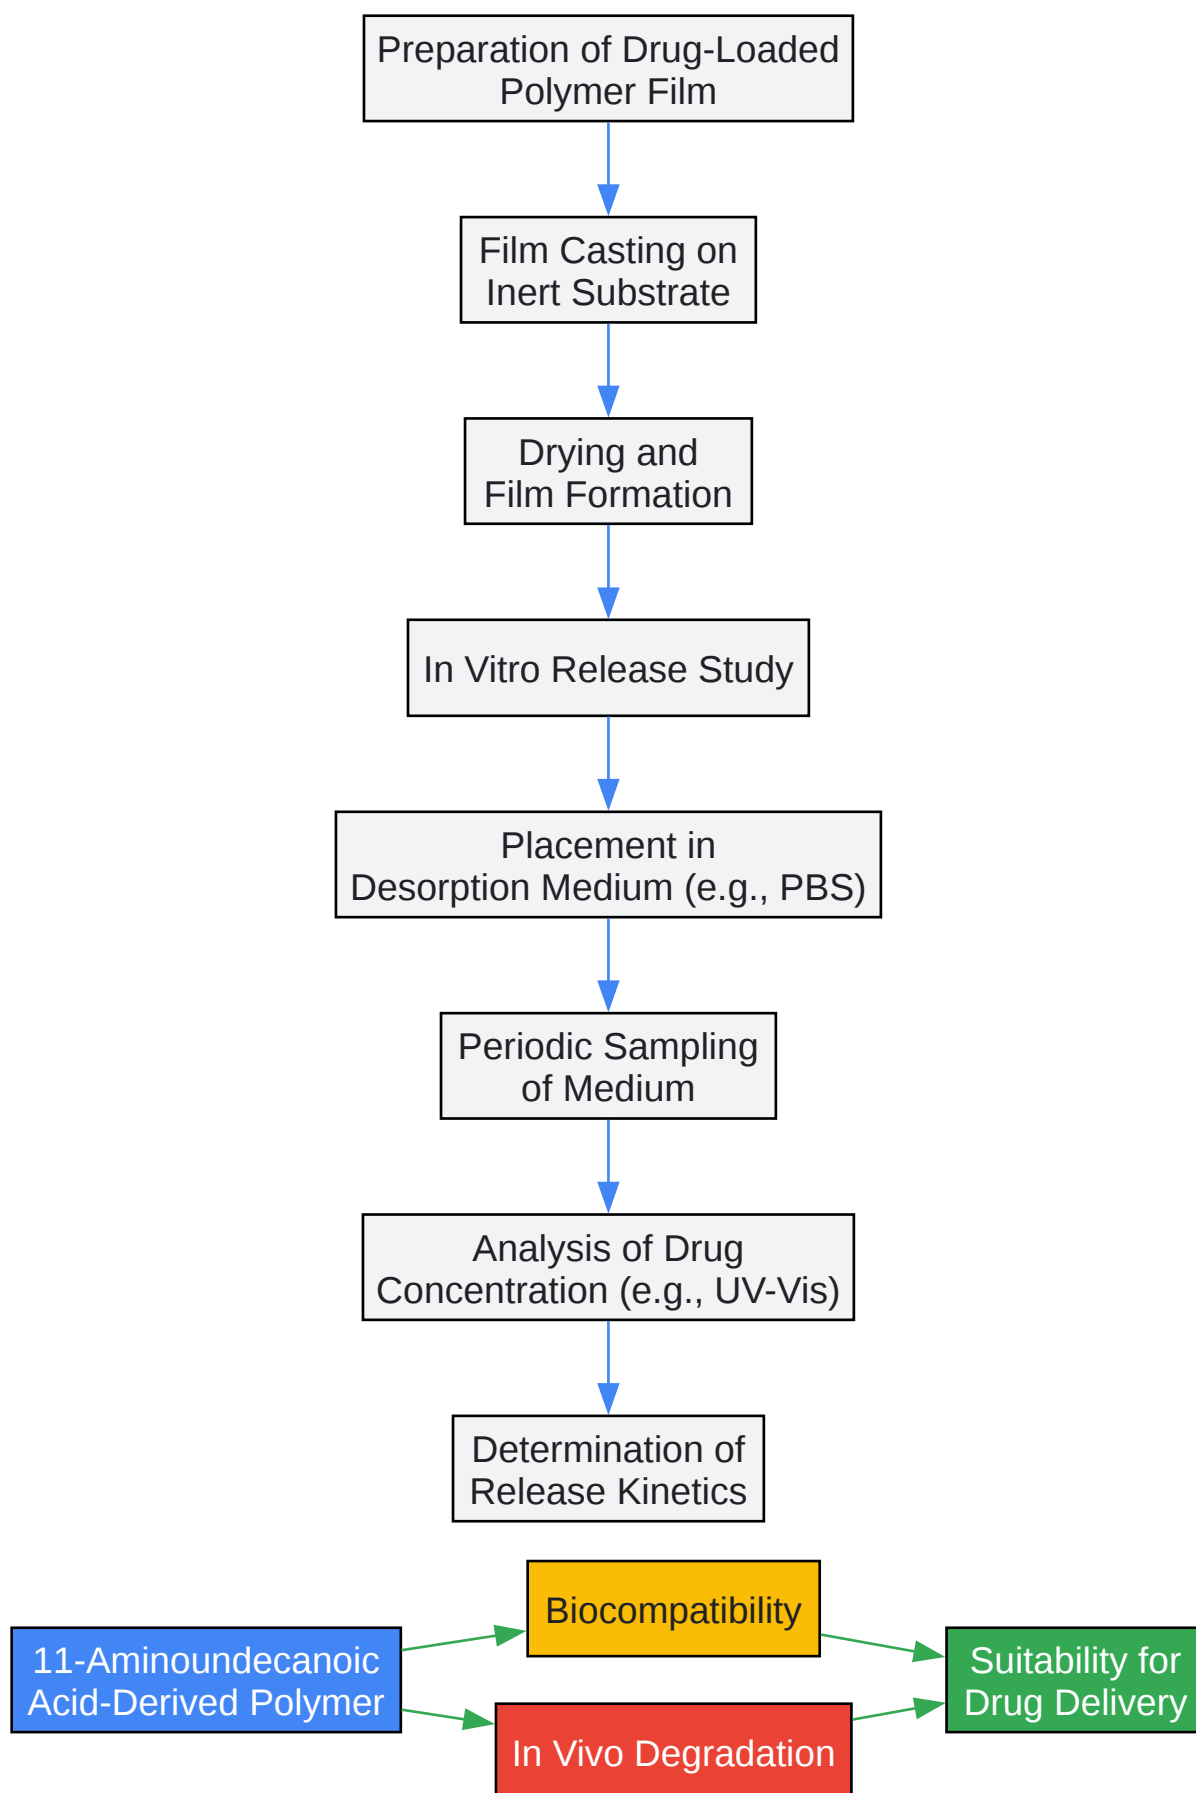 Preparation of Drug-Loaded
Polymer Film
Film Casting on
Inert Substrate
Drying and
Film Formation
In Vitro Release Study
Placement in
Desorption Medium (e.g., PBS)
Periodic Sampling
of Medium
Analysis of Drug
Concentration (e.g., UV-Vis)
Determination of
Release Kinetics
11-Aminoundecanoic
Acid-Derived Polymer
Biocompatibility
In Vivo Degradation
Suitability for
Drug Delivery